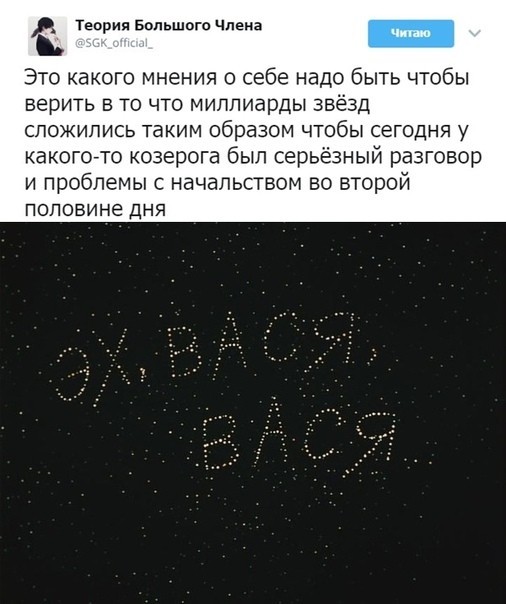 Теория Большого Члена
@SGK_official_
Читаю
Это какого мнения о себе надо быть чтобы
верить в то что миллиарды звёзд
сложились таким образом чтобы сегодня у
какого-то козерога был серьёзный разговор
и проблемы с начальством во второй
половине дня
ЭХ, ВАСЯ,
ВАСЯ...